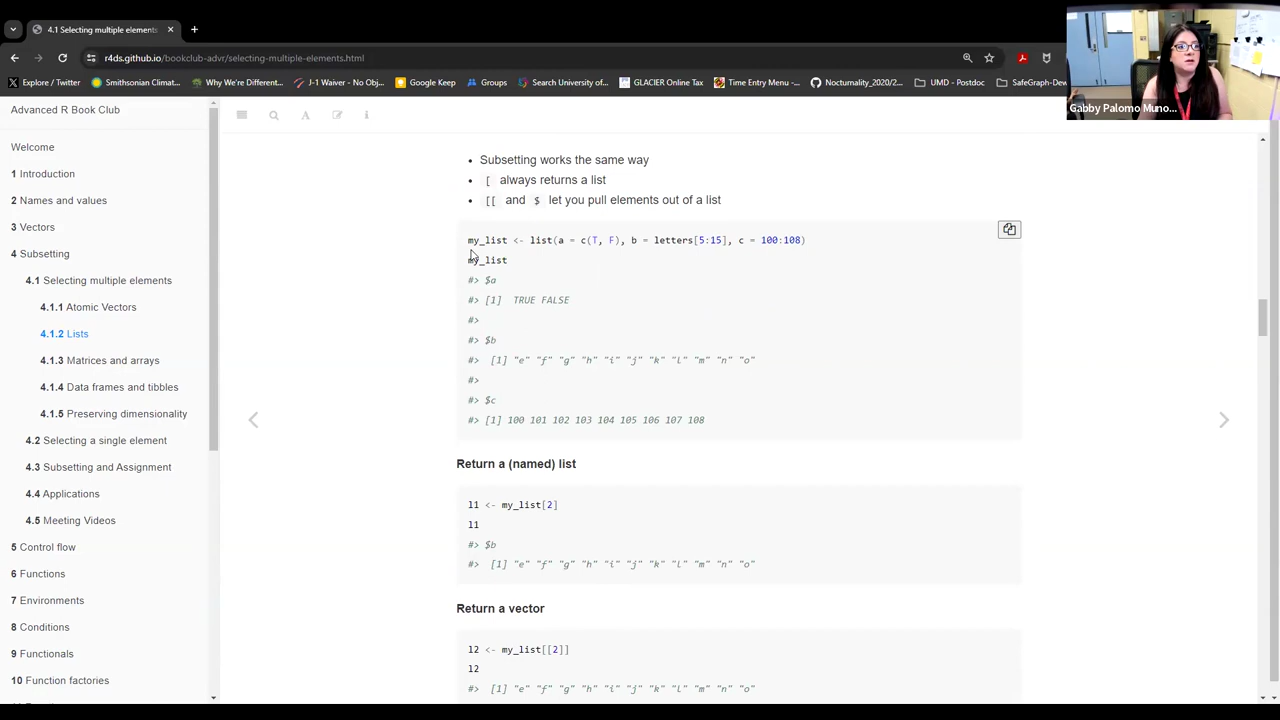 4.1 Selecting multiple elements
r4ds.github.io/bookclub-advr/selecting-multiple-elements.html
Explore / Twitter
Smithsonian Climat...
Why We're Different...
J-1 Waiver - No Obj...
Google Keep
Groups
Search University of...
GLACIER Online Tax
Time Entry Menu -...
Nocturnality_2020/2...
UMD - Postdoc
SafeGraph-De
Gabby Palomo Muno...
Advanced R Book Club
Welcome
1 Introduction
2 Names and values
3 Vectors
4 Subsetting
4.1 Selecting multiple elements
4.1.1 Atomic Vectors
4.1.2 Lists
4.1.3 Matrices and arrays
4.1.4 Data frames and tibbles
4.1.5 Preserving dimensionality
4.2 Selecting a single element
4.3 Subsetting and Assignment
4.4 Applications
4.5 Meeting Videos
5 Control flow
6 Functions
7 Environments
8 Conditions
9 Functionals
10 Function factories
• Subsetting works the same way
• [ always returns a list
• [[ and $ let you pull elements out of a list
my_list <- list(a = c(T, F), b = letters[5:15], c = 100:108)
my_list
#> $a
#> [1]  TRUE FALSE
#>
#> $b
#>  [1] "e" "f" "g" "h" "i" "j" "k" "l" "m" "n" "o"
#>
#> $c
#> [1] 100 101 102 103 104 105 106 107 108
Return a (named) list
l1 <- my_list[2]
l1
#> $b
#>  [1] "e" "f" "g" "h" "i" "j" "k" "l" "m" "n" "o"
Return a vector
l2 <- my_list[[2]]
l2
#>  [1] "e" "f" "g" "h" "i" "j" "k" "l" "m" "n" "o"